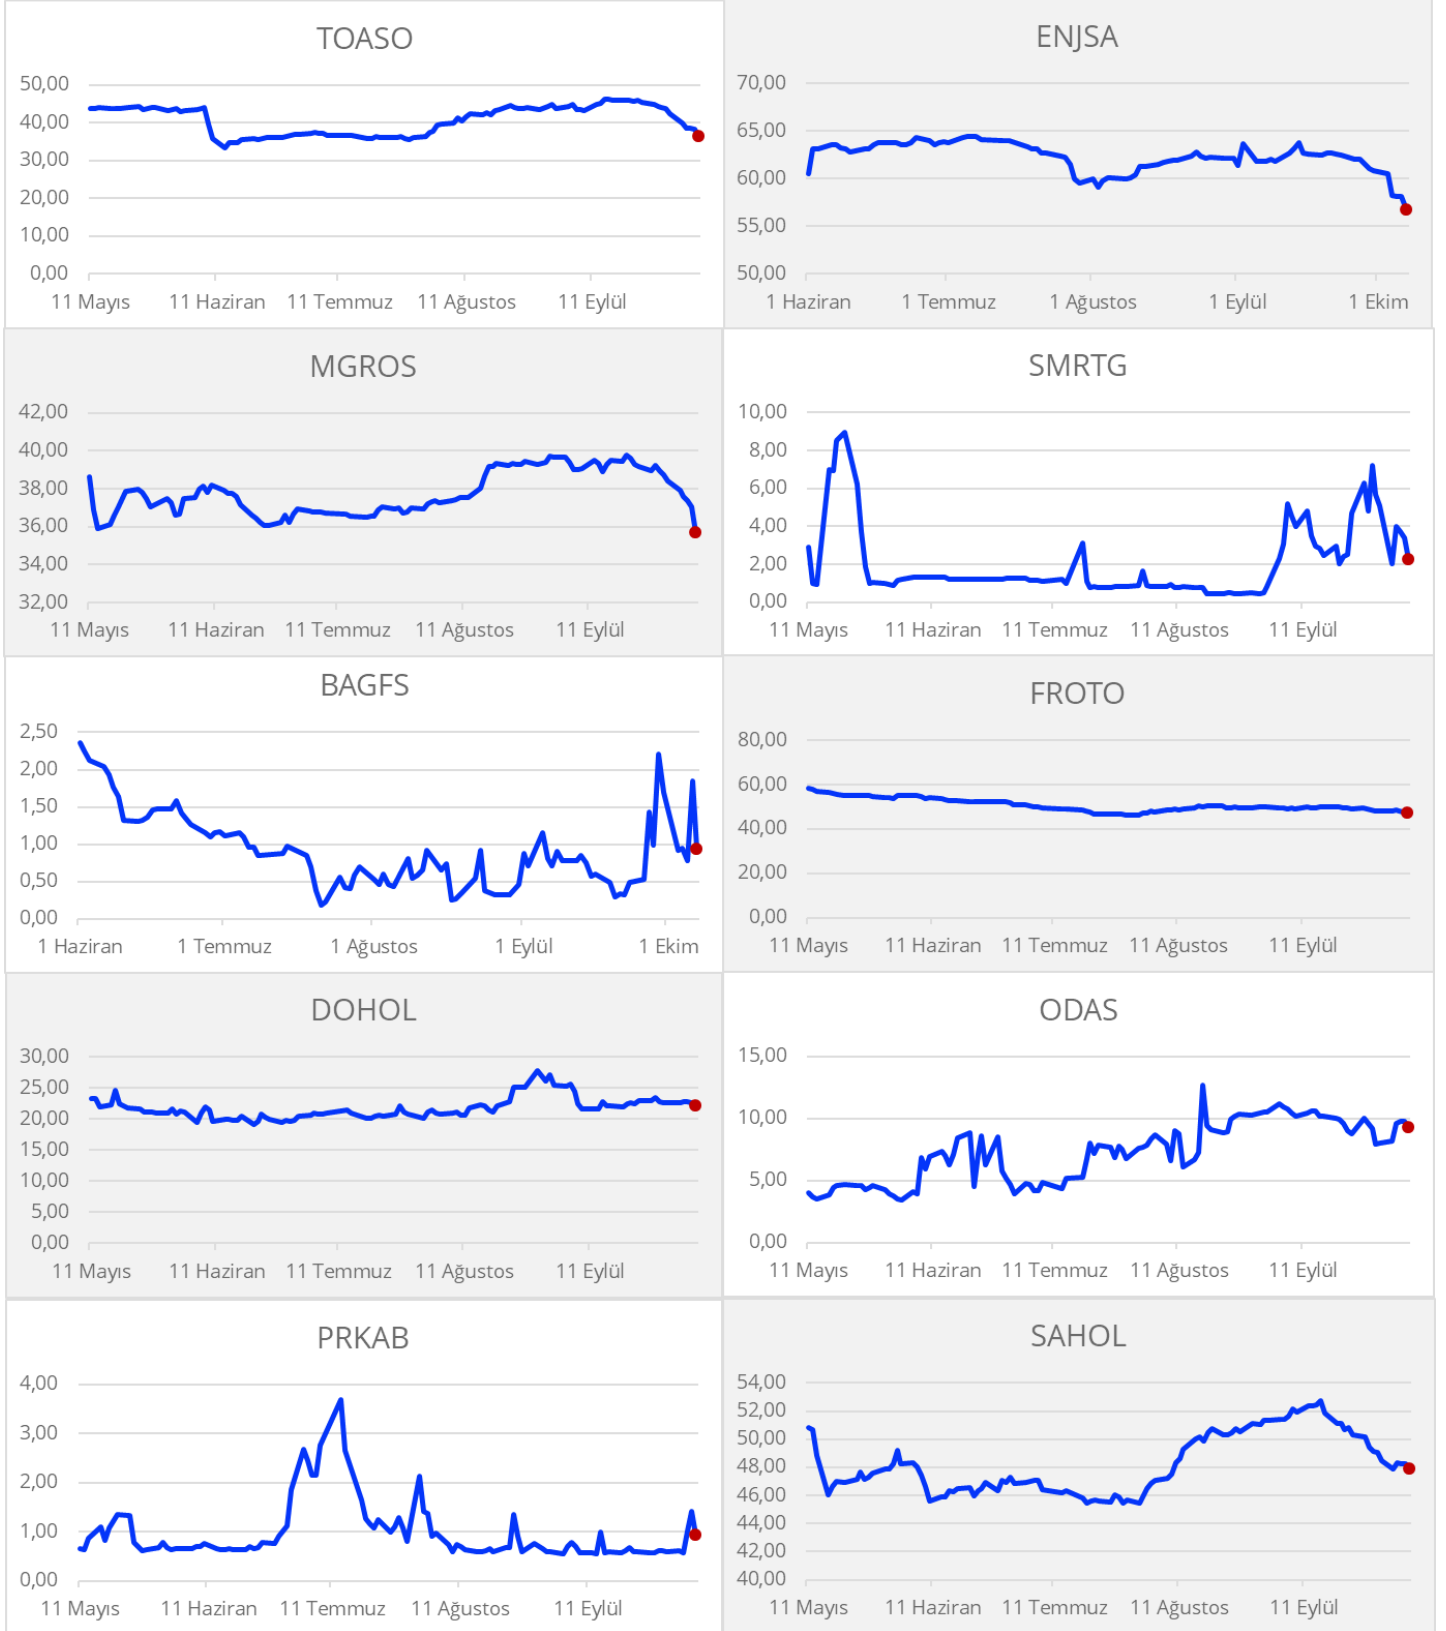 TOASO
50,00
40,00
30,00
20,00
10,00
0,00
11 Mayıs 11 Haziran 11 Temmuz 11 Ağustos 11 Eylül
ENJSA
70,00
65,00
60,00
55,00
50,00
1 Haziran 1 Temmuz 1 Ağustos 1 Eylül 1 Ekim
MGROS
42,00
40,00
38,00
36,00
34,00
32,00
11 Mayıs 11 Haziran 11 Temmuz 11 Ağustos 11 Eylül
SMRTG
10,00
8,00
6,00
4,00
2,00
0,00
11 Mayıs 11 Haziran 11 Temmuz 11 Ağustos 11 Eylül
BAGFS
2,50
2,00
1,50
1,00
0,50
0,00
1 Haziran 1 Temmuz 1 Ağustos 1 Eylül 1 Ekim
FROTO
80,00
60,00
40,00
20,00
0,00
11 Mayıs 11 Haziran 11 Temmuz 11 Ağustos 11 Eylül
DOHOL
30,00
25,00
20,00
15,00
10,00
5,00
0,00
11 Mayıs 11 Haziran 11 Temmuz 11 Ağustos 11 Eylül
ODAS
15,00
10,00
5,00
0,00
11 Mayıs 11 Haziran 11 Temmuz 11 Ağustos 11 Eylül
PRKAB
4,00
3,00
2,00
1,00
0,00
11 Mayıs 11 Haziran 11 Temmuz 11 Ağustos 11 Eylül
SAHOL
54,00
52,00
50,00
48,00
46,00
44,00
42,00
40,00
11 Mayıs 11 Haziran 11 Temmuz 11 Ağustos 11 Eylül